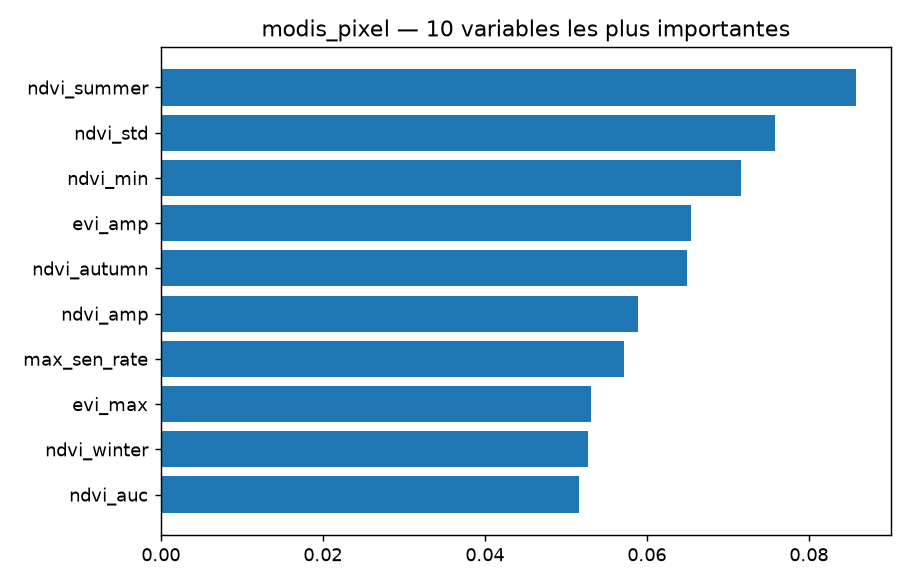 modis_pixel — 10 variables les plus importantes
ndvi_summer
ndvi_std
ndvi_min
evi_amp
ndvi_autumn
ndvi_amp
max_sen_rate
evi_max
ndvi_winter
ndvi_auc
0.00 0.02 0.04 0.06 0.08